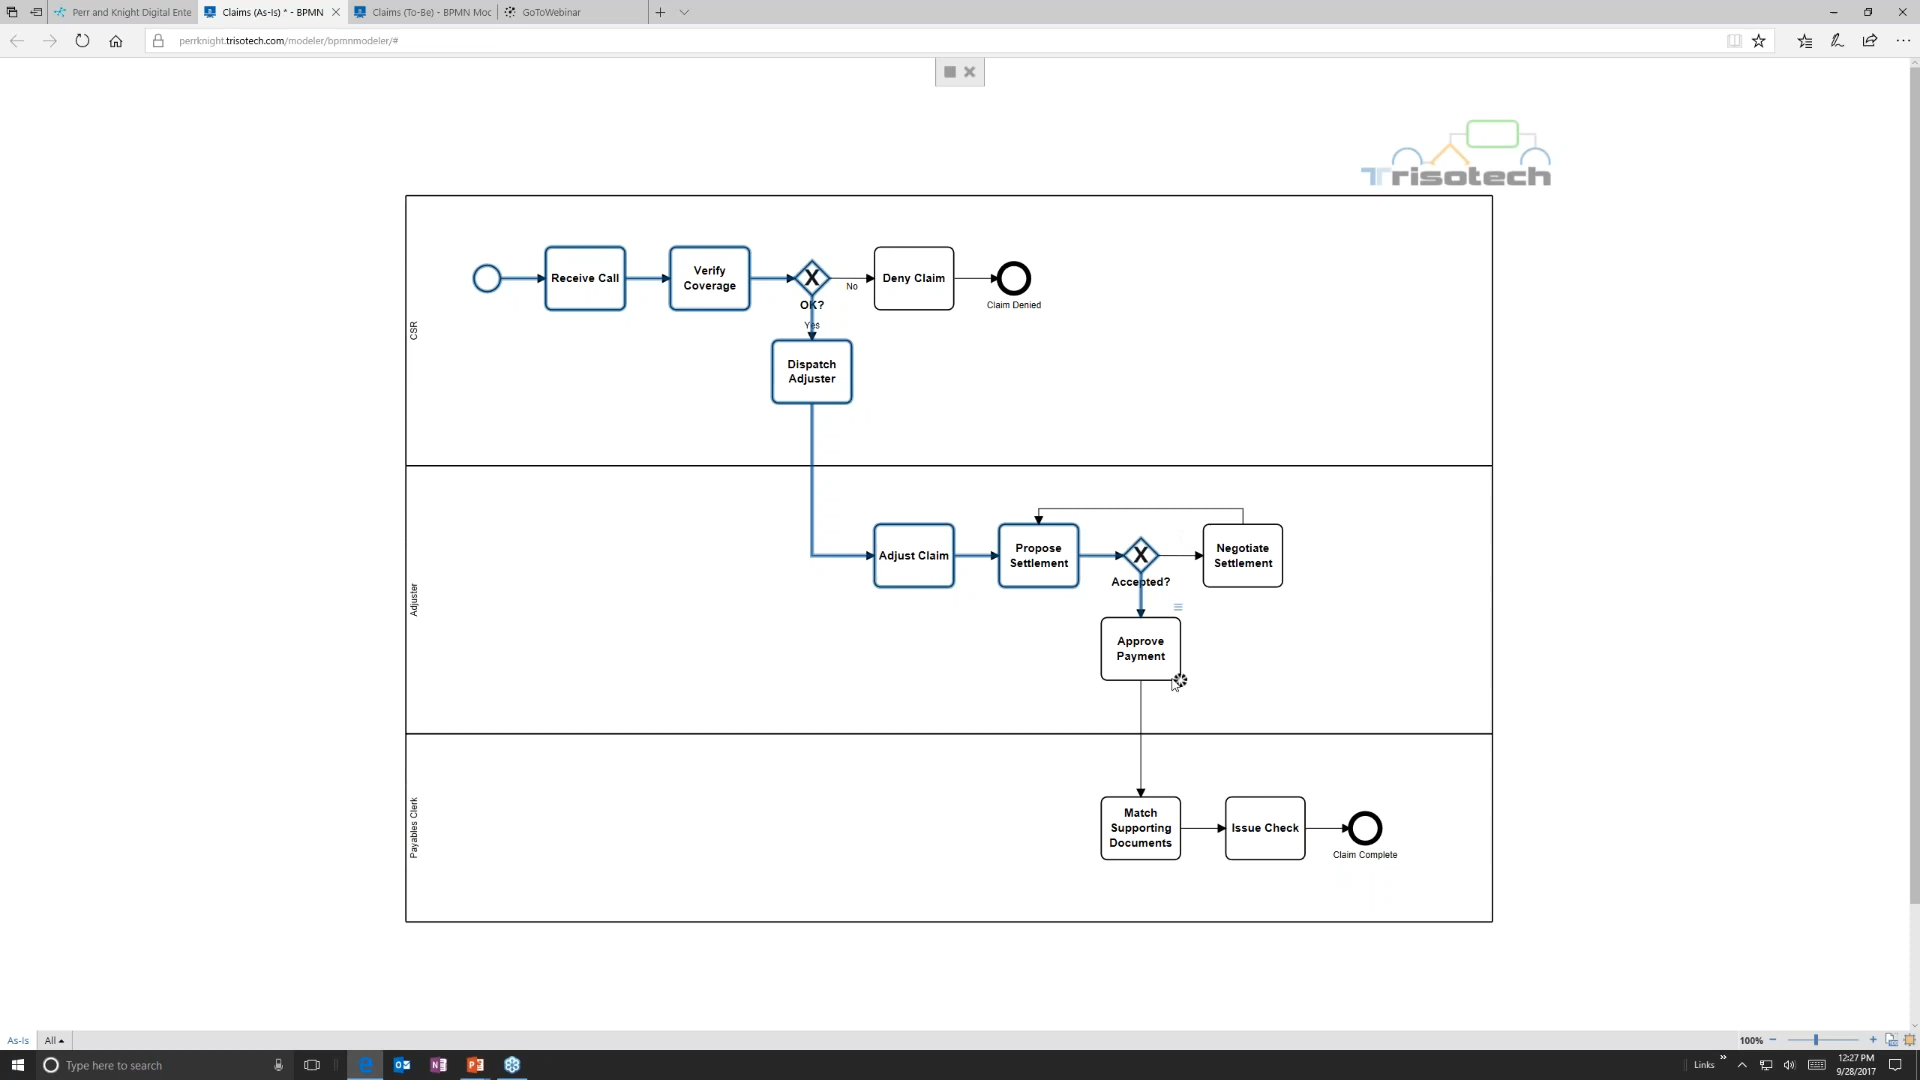 Perr and Knight Digital Ente
Claims (As-Is) * - BPMN
Claims (To-Be) - BPMN Moc
GoToWebinar
perrknight.trisotech.com/modeler/bpmnmodeler/#
Trisotech
CSR
Receive Call
Verify
Coverage
X
OK?
No
Yes
Deny Claim
Claim Denied
Dispatch
Adjuster
Adjuster
Adjust Claim
Propose
Settlement
X
Accepted?
Negotiate
Settlement
Approve
Payment
Payables Clerk
Match
Supporting
Documents
Issue Check
Claim Complete
As-Is
All
100%
Type here to search
Links
12:27 PM
9/28/2017